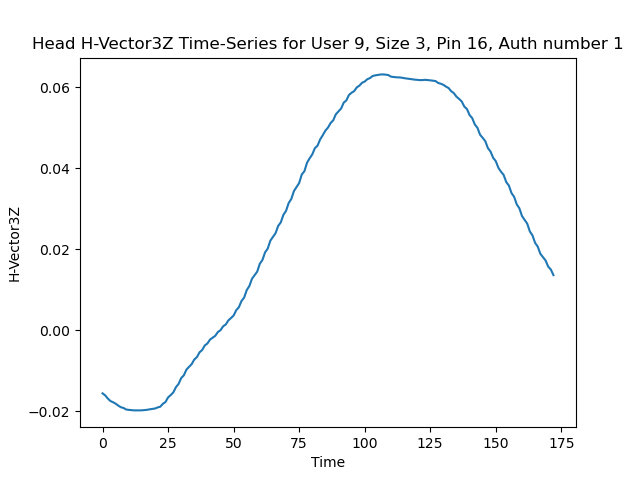 Head H-Vector3Z Time-Series for User 9, Size 3, Pin 16, Auth number 1
H-Vector3Z
0.06
0.04
0.02
0.00
−0.02
0 25 50 75 100 125 150 175
Time